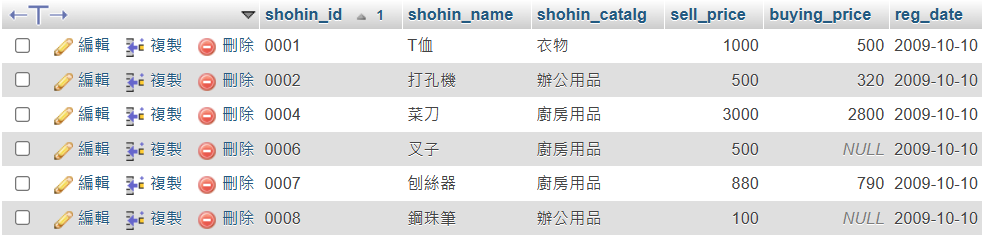 shohin_id 1 shohin_name shohin_catalg sell_price buying_price reg_date
編輯 複製 刪除 0001 T恤 衣物 1000 500 2009-10-10
編輯 複製 刪除 0002 打孔機 辦公用品 500 320 2009-10-10
編輯 複製 刪除 0004 菜刀 廚房用品 3000 2800 2009-10-10
編輯 複製 刪除 0006 叉子 廚房用品 500 NULL 2009-10-10
編輯 複製 刪除 0007 刨絲器 廚房用品 880 790 2009-10-10
編輯 複製 刪除 0008 鋼珠筆 辦公用品 100 NULL 2009-10-10